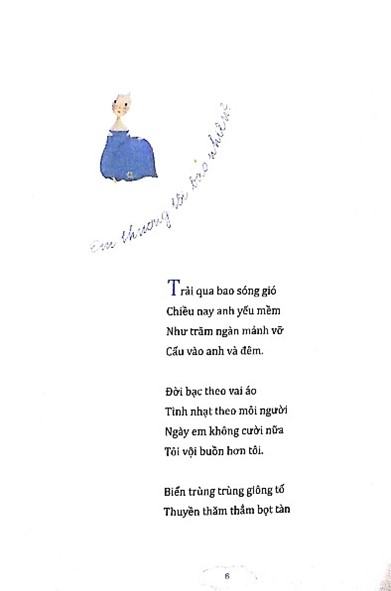 Em thương tôi bao nhiêu?
Trải qua bao sóng gió
Chiều nay anh yếu mềm
Như trăm ngàn mảnh vỡ
Cấu vào anh và đêm.
Đời bạc theo vai áo
Tình nhạt theo môi người
Ngày em không cười nữa
Tôi vội buồn hơn tôi.
Biển trùng trùng giông tố
Thuyền thăm thẳm bọt tàn
6